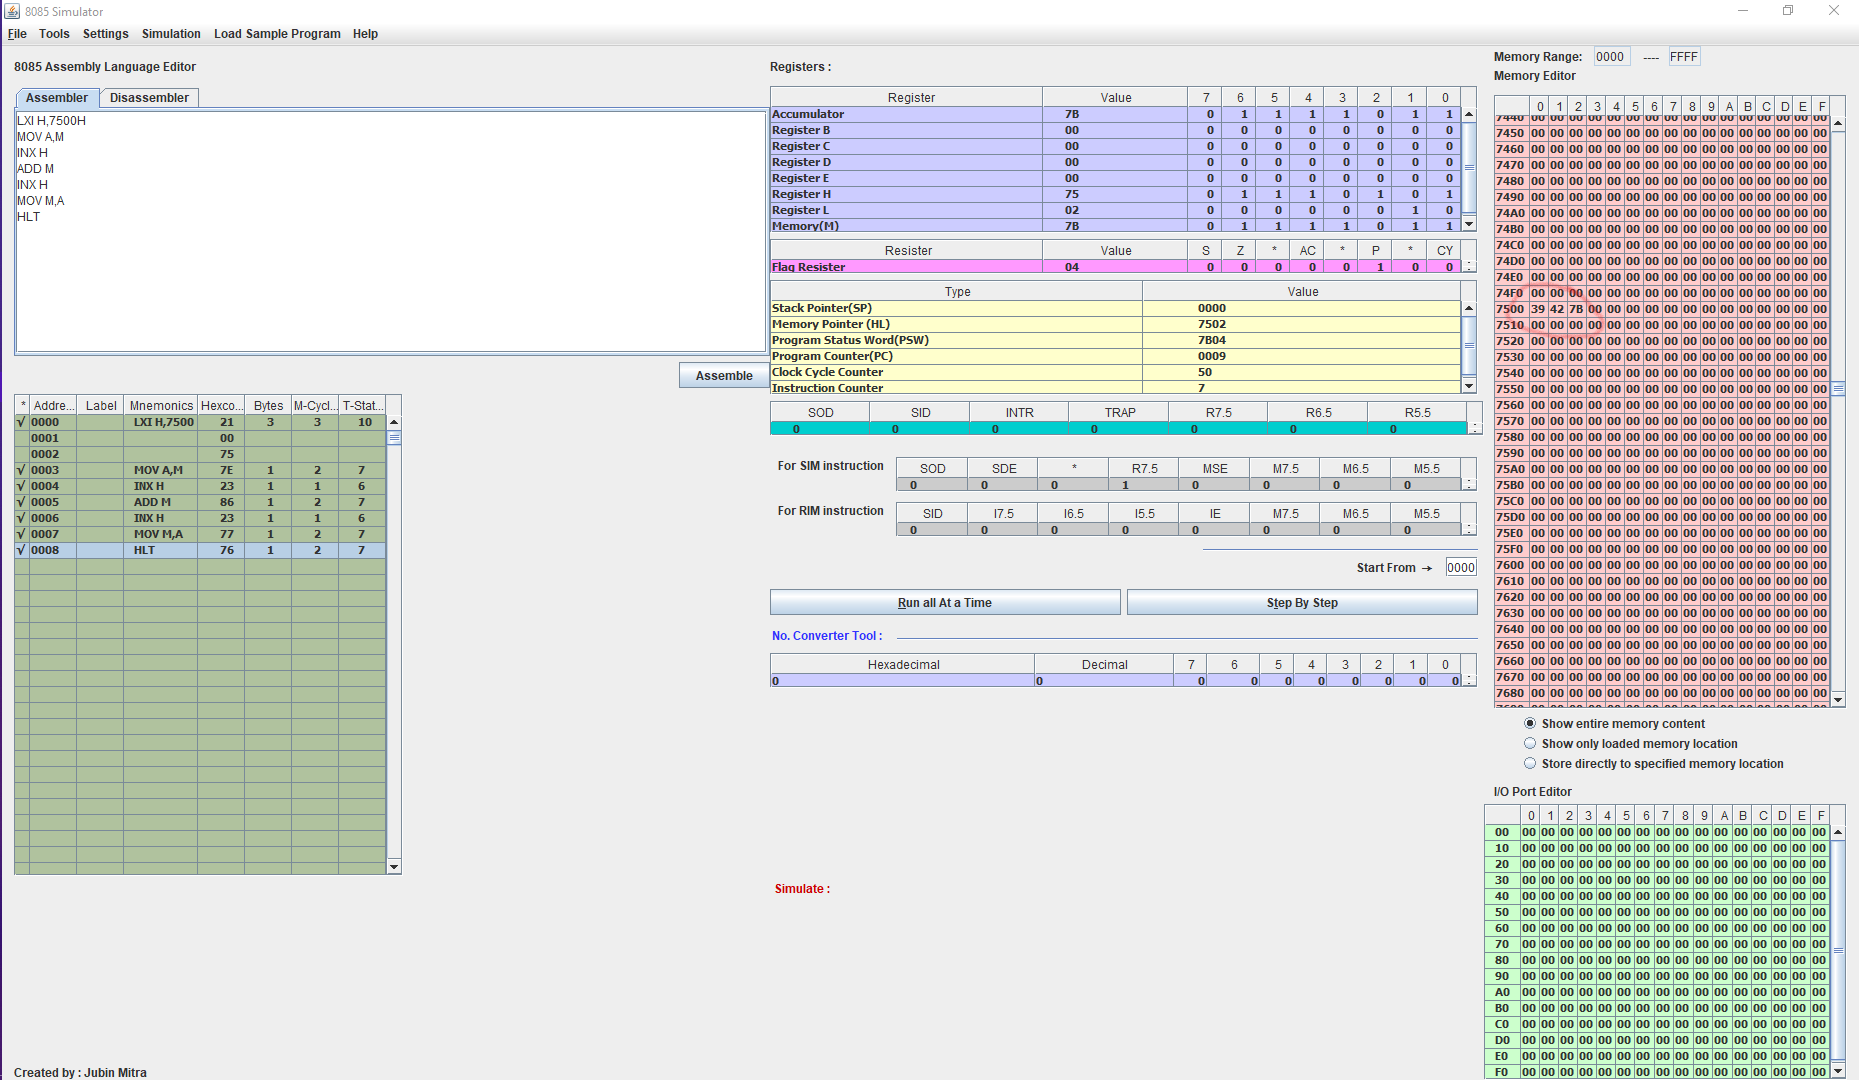 8085 Simulator
File Tools Settings Simulation Load Sample Program Help
8085 Assembly Language Editor
Assembler Disassembler
LXI H,7500H
MOV A,M
INX H
ADD M
INX H
MOV M,A
HLT
Assemble
* Addre... Label Mnemonics Hexco... Bytes M-Cycl... T-Stat...
√ 0000 LXI H,7500 21 3 3 10
0001 00
0002 75
√ 0003 MOV A,M 7E 1 2 7
√ 0004 INX H 23 1 1 6
√ 0005 ADD M 86 1 2 7
√ 0006 INX H 23 1 1 6
√ 0007 MOV M,A 77 1 2 7
√ 0008 HLT 76 1 2 7
Created by : Jubin Mitra
Registers :
Register Value 7 6 5 4 3 2 1 0
Accumulator 7B 0 1 1 1 1 0 1 1
Register B 00 0 0 0 0 0 0 0 0
Register C 00 0 0 0 0 0 0 0 0
Register D 00 0 0 0 0 0 0 0 0
Register E 00 0 0 0 0 0 0 0 0
Register H 75 0 1 1 1 0 1 0 1
Register L 02 0 0 0 0 0 0 1 0
Memory(M) 7B 0 1 1 1 1 0 1 1
Resister Value S Z * AC * P * CY
Flag Resister 04 0 0 0 0 0 1 0 0
Type Value
Stack Pointer(SP) 0000
Memory Pointer (HL) 7502
Program Status Word(PSW) 7B04
Program Counter(PC) 0009
Clock Cycle Counter 50
Instruction Counter 7
SOD SID INTR TRAP R7.5 R6.5 R5.5
0 0 0 0 0 0 0
For SIM instruction
SOD SDE * R7.5 MSE M7.5 M6.5 M5.5
0 0 0 1 0 0 0 0
For RIM instruction
SID I7.5 I6.5 I5.5 IE M7.5 M6.5 M5.5
0 0 0 0 0 0 0 0
Start From → 0000
Run all At a Time Step By Step
No. Converter Tool :
Hexadecimal Decimal 7 6 5 4 3 2 1 0
0 0 0 0 0 0 0 0 0 0
Simulate :
Memory Range: 0000 ---- FFFF
Memory Editor
0 1 2 3 4 5 6 7 8 9 A B C D E F
7440 00 00 00 00 00 00 00 00 00 00 00 00 00 00 00 00
7450 00 00 00 00 00 00 00 00 00 00 00 00 00 00 00 00
7460 00 00 00 00 00 00 00 00 00 00 00 00 00 00 00 00
7470 00 00 00 00 00 00 00 00 00 00 00 00 00 00 00 00
7480 00 00 00 00 00 00 00 00 00 00 00 00 00 00 00 00
7490 00 00 00 00 00 00 00 00 00 00 00 00 00 00 00 00
74A0 00 00 00 00 00 00 00 00 00 00 00 00 00 00 00 00
74B0 00 00 00 00 00 00 00 00 00 00 00 00 00 00 00 00
74C0 00 00 00 00 00 00 00 00 00 00 00 00 00 00 00 00
74D0 00 00 00 00 00 00 00 00 00 00 00 00 00 00 00 00
74E0 00 00 00 00 00 00 00 00 00 00 00 00 00 00 00 00
74F0 00 00 00 00 00 00 00 00 00 00 00 00 00 00 00 00
7500 39 42 7B 00 00 00 00 00 00 00 00 00 00 00 00 00
7510 00 00 00 00 00 00 00 00 00 00 00 00 00 00 00 00
7520 00 00 00 00 00 00 00 00 00 00 00 00 00 00 00 00
7530 00 00 00 00 00 00 00 00 00 00 00 00 00 00 00 00
7540 00 00 00 00 00 00 00 00 00 00 00 00 00 00 00 00
7550 00 00 00 00 00 00 00 00 00 00 00 00 00 00 00 00
7560 00 00 00 00 00 00 00 00 00 00 00 00 00 00 00 00
7570 00 00 00 00 00 00 00 00 00 00 00 00 00 00 00 00
7580 00 00 00 00 00 00 00 00 00 00 00 00 00 00 00 00
7590 00 00 00 00 00 00 00 00 00 00 00 00 00 00 00 00
75A0 00 00 00 00 00 00 00 00 00 00 00 00 00 00 00 00
75B0 00 00 00 00 00 00 00 00 00 00 00 00 00 00 00 00
75C0 00 00 00 00 00 00 00 00 00 00 00 00 00 00 00 00
75D0 00 00 00 00 00 00 00 00 00 00 00 00 00 00 00 00
75E0 00 00 00 00 00 00 00 00 00 00 00 00 00 00 00 00
75F0 00 00 00 00 00 00 00 00 00 00 00 00 00 00 00 00
7600 00 00 00 00 00 00 00 00 00 00 00 00 00 00 00 00
7610 00 00 00 00 00 00 00 00 00 00 00 00 00 00 00 00
7620 00 00 00 00 00 00 00 00 00 00 00 00 00 00 00 00
7630 00 00 00 00 00 00 00 00 00 00 00 00 00 00 00 00
7640 00 00 00 00 00 00 00 00 00 00 00 00 00 00 00 00
7650 00 00 00 00 00 00 00 00 00 00 00 00 00 00 00 00
7660 00 00 00 00 00 00 00 00 00 00 00 00 00 00 00 00
7670 00 00 00 00 00 00 00 00 00 00 00 00 00 00 00 00
7680 00 00 00 00 00 00 00 00 00 00 00 00 00 00 00 00
Show entire memory content
Show only loaded memory location
Store directly to specified memory location
I/O Port Editor
0 1 2 3 4 5 6 7 8 9 A B C D E F
00 00 00 00 00 00 00 00 00 00 00 00 00 00 00 00 00
10 00 00 00 00 00 00 00 00 00 00 00 00 00 00 00 00
20 00 00 00 00 00 00 00 00 00 00 00 00 00 00 00 00
30 00 00 00 00 00 00 00 00 00 00 00 00 00 00 00 00
40 00 00 00 00 00 00 00 00 00 00 00 00 00 00 00 00
50 00 00 00 00 00 00 00 00 00 00 00 00 00 00 00 00
60 00 00 00 00 00 00 00 00 00 00 00 00 00 00 00 00
70 00 00 00 00 00 00 00 00 00 00 00 00 00 00 00 00
80 00 00 00 00 00 00 00 00 00 00 00 00 00 00 00 00
90 00 00 00 00 00 00 00 00 00 00 00 00 00 00 00 00
A0 00 00 00 00 00 00 00 00 00 00 00 00 00 00 00 00
B0 00 00 00 00 00 00 00 00 00 00 00 00 00 00 00 00
C0 00 00 00 00 00 00 00 00 00 00 00 00 00 00 00 00
D0 00 00 00 00 00 00 00 00 00 00 00 00 00 00 00 00
E0 00 00 00 00 00 00 00 00 00 00 00 00 00 00 00 00
F0 00 00 00 00 00 00 00 00 00 00 00 00 00 00 00 00